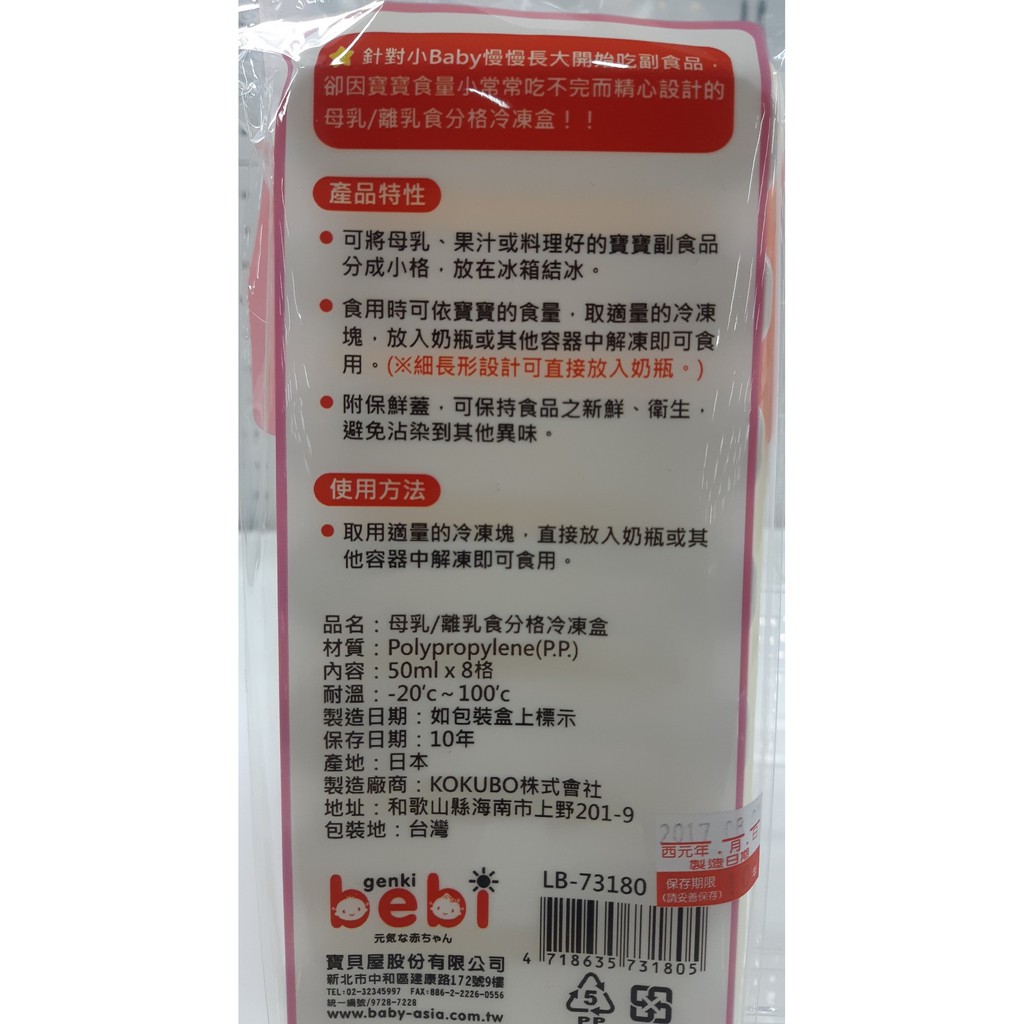 針對小Baby慢慢長大開始吃副食品，
卻因寶寶食量小常常吃不完而精心設計的
母乳/離乳食分格冷凍盒！！
產品特性
● 可將母乳、果汁或料理好的寶寶副食品
分成小格，放在冰箱結冰。
● 食用時可依寶寶的食量，取適量的冷凍
塊，放入奶瓶或其他容器中解凍即可食
用。(※細長形設計可直接放入奶瓶。)
● 附保鮮蓋，可保持食品之新鮮、衛生，
避免沾染到其他異味。
使用方法
● 取用適量的冷凍塊，直接放入奶瓶或其
他容器中解凍即可食用。
品名：母乳/離乳食分格冷凍盒
材質：Polypropylene(P.P.)
內容：50ml x 8格
耐溫：-20'c ~ 100'c
製造日期：如包裝盒上標示
保存日期：10年
產地：日本
製造廠商：KOKUBO株式會社
地址：和歌山縣海南市上野201-9
包裝地：台灣
2017 08
西元年．月．日
製造日期
保存期限
(請妥善保存)
genki
bebi
元気な赤ちゃん
LB-73180
4 718635 731805
寶貝屋股份有限公司
新北市中和區建康路172號9樓
TEL:02-32345997 FAX:886-2-2226-0556
統一編號/9728-7228
www.baby-asia.com.tw
5
PP